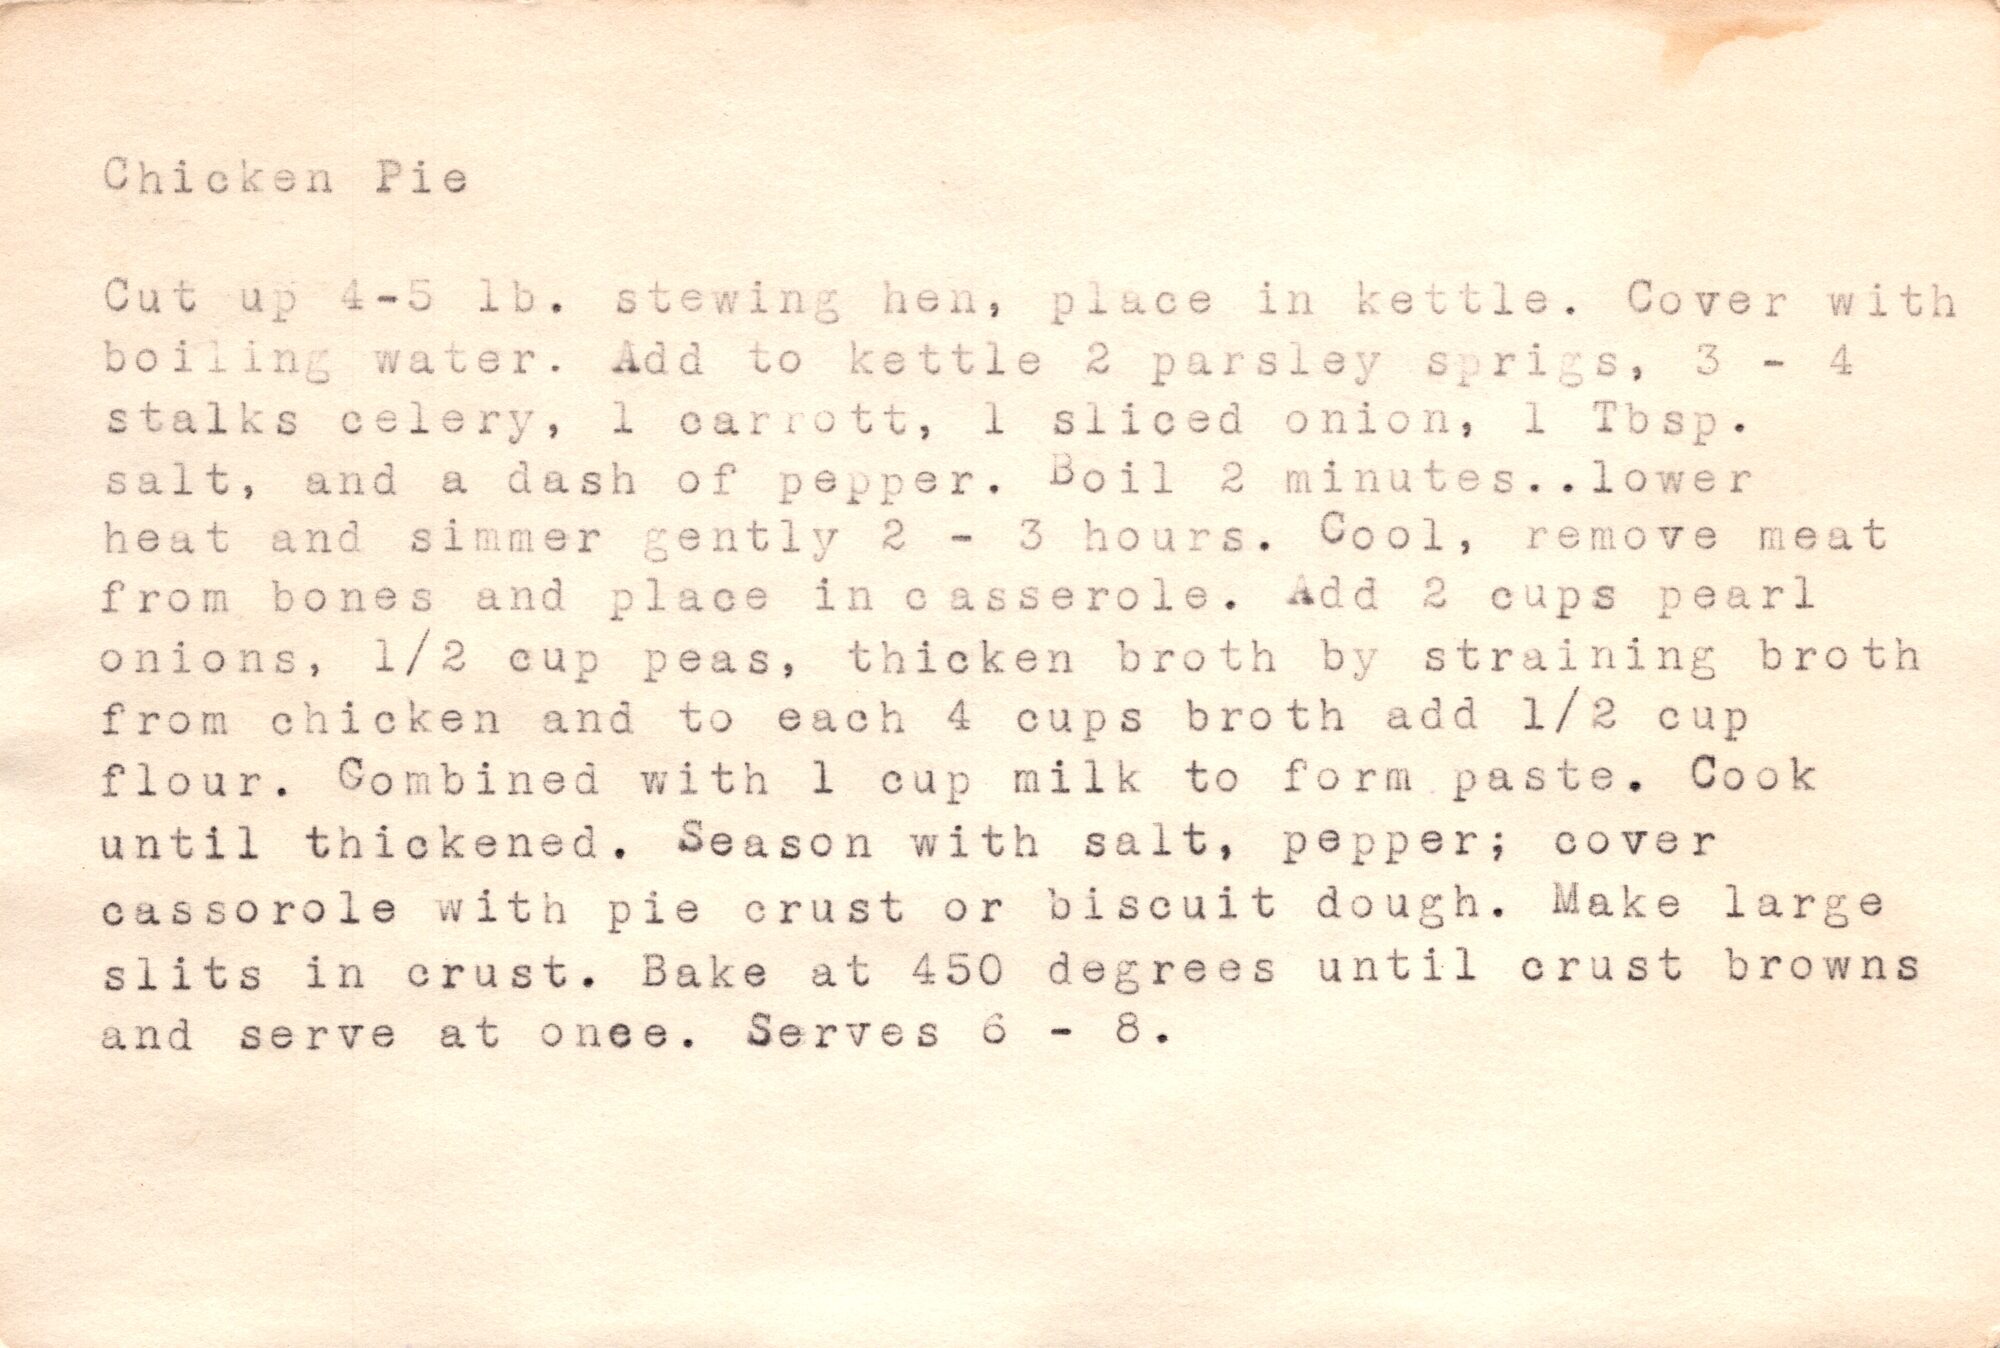 Chicken Pie
Cut up 4-5 lb. stewing hen, place in kettle. Cover with
boiling water. Add to kettle 2 parsley sprigs, 3 - 4
stalks celery, 1 carrott, 1 sliced onion, 1 Tbsp.
salt, and a dash of pepper. Boil 2 minutes..lower
heat and simmer gently 2 - 3 hours. Cool, remove meat
from bones and place in casserole. Add 2 cups pearl
onions, 1/2 cup peas, thicken broth by straining broth
from chicken and to each 4 cups broth add 1/2 cup
flour. Combined with 1 cup milk to form paste. Cook
until thickened. Season with salt, pepper; cover
cassorole with pie crust or biscuit dough. Make large
slits in crust. Bake at 450 degrees until crust browns
and serve at once. Serves 6 - 8.